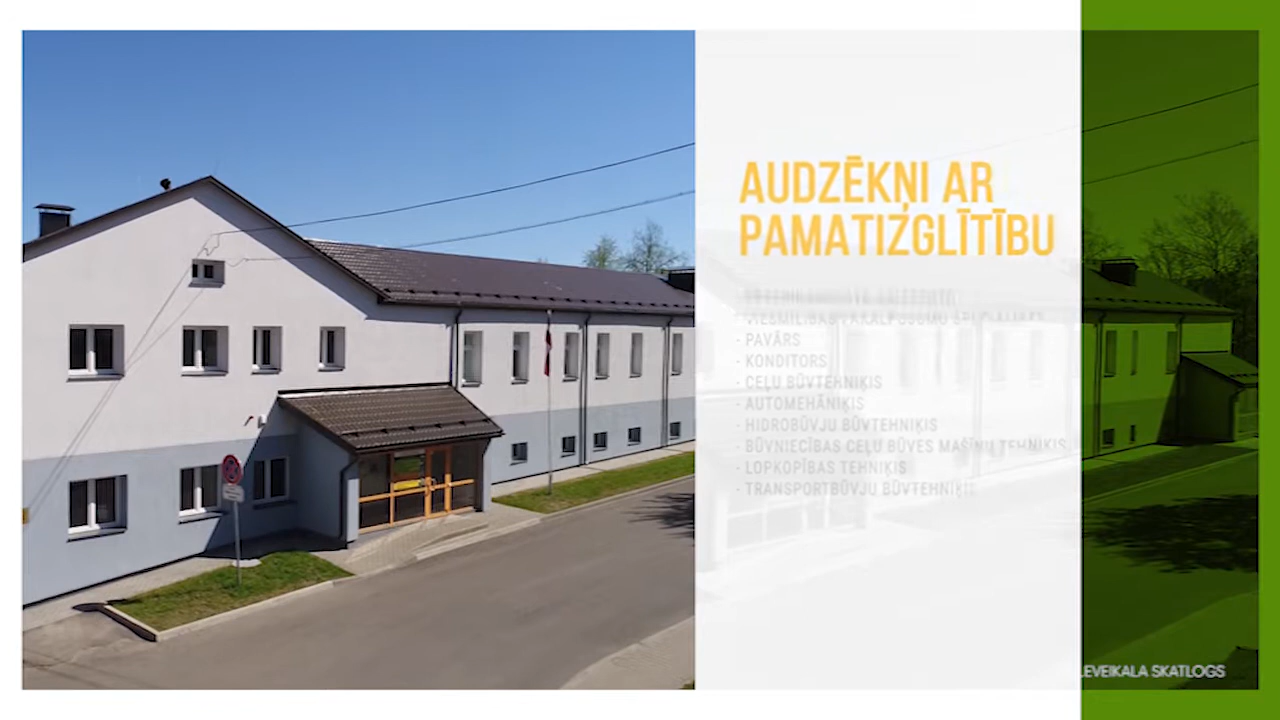 AUDZĒKŅI AR
PAMATIZGLĪTĪBU
- PAVĀRS
- KONDITORS
- CEĻU BŪVTEHNIĶIS
- AUTOMEHĀNIĶIS
- HIDROBŪVJU BŪVTEHNIĶIS
- BŪVNIECĪBAS CEĻU BŪVES MAŠĪNU TEHNIĶIS
- LOPKOPĪBAS TEHNIĶIS
- TRANSPORTBŪVJU BŪVTEHNIĶIS
SKATLOGS